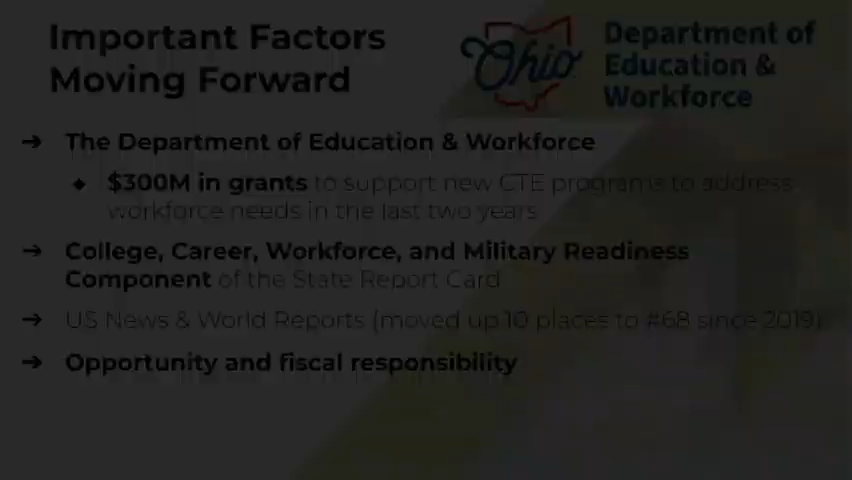 Important Factors
Moving Forward
Ohio
Department of
Education &
Workforce
➔ The Department of Education & Workforce
◆ $300M in grants to support new CTE programs to address
workforce needs in the last two years
➔ College, Career, Workforce, and Military Readiness
Component of the State Report Card
➔ US News & World Reports (moved up 10 places to #68 since 2019)
➔ Opportunity and fiscal responsibility